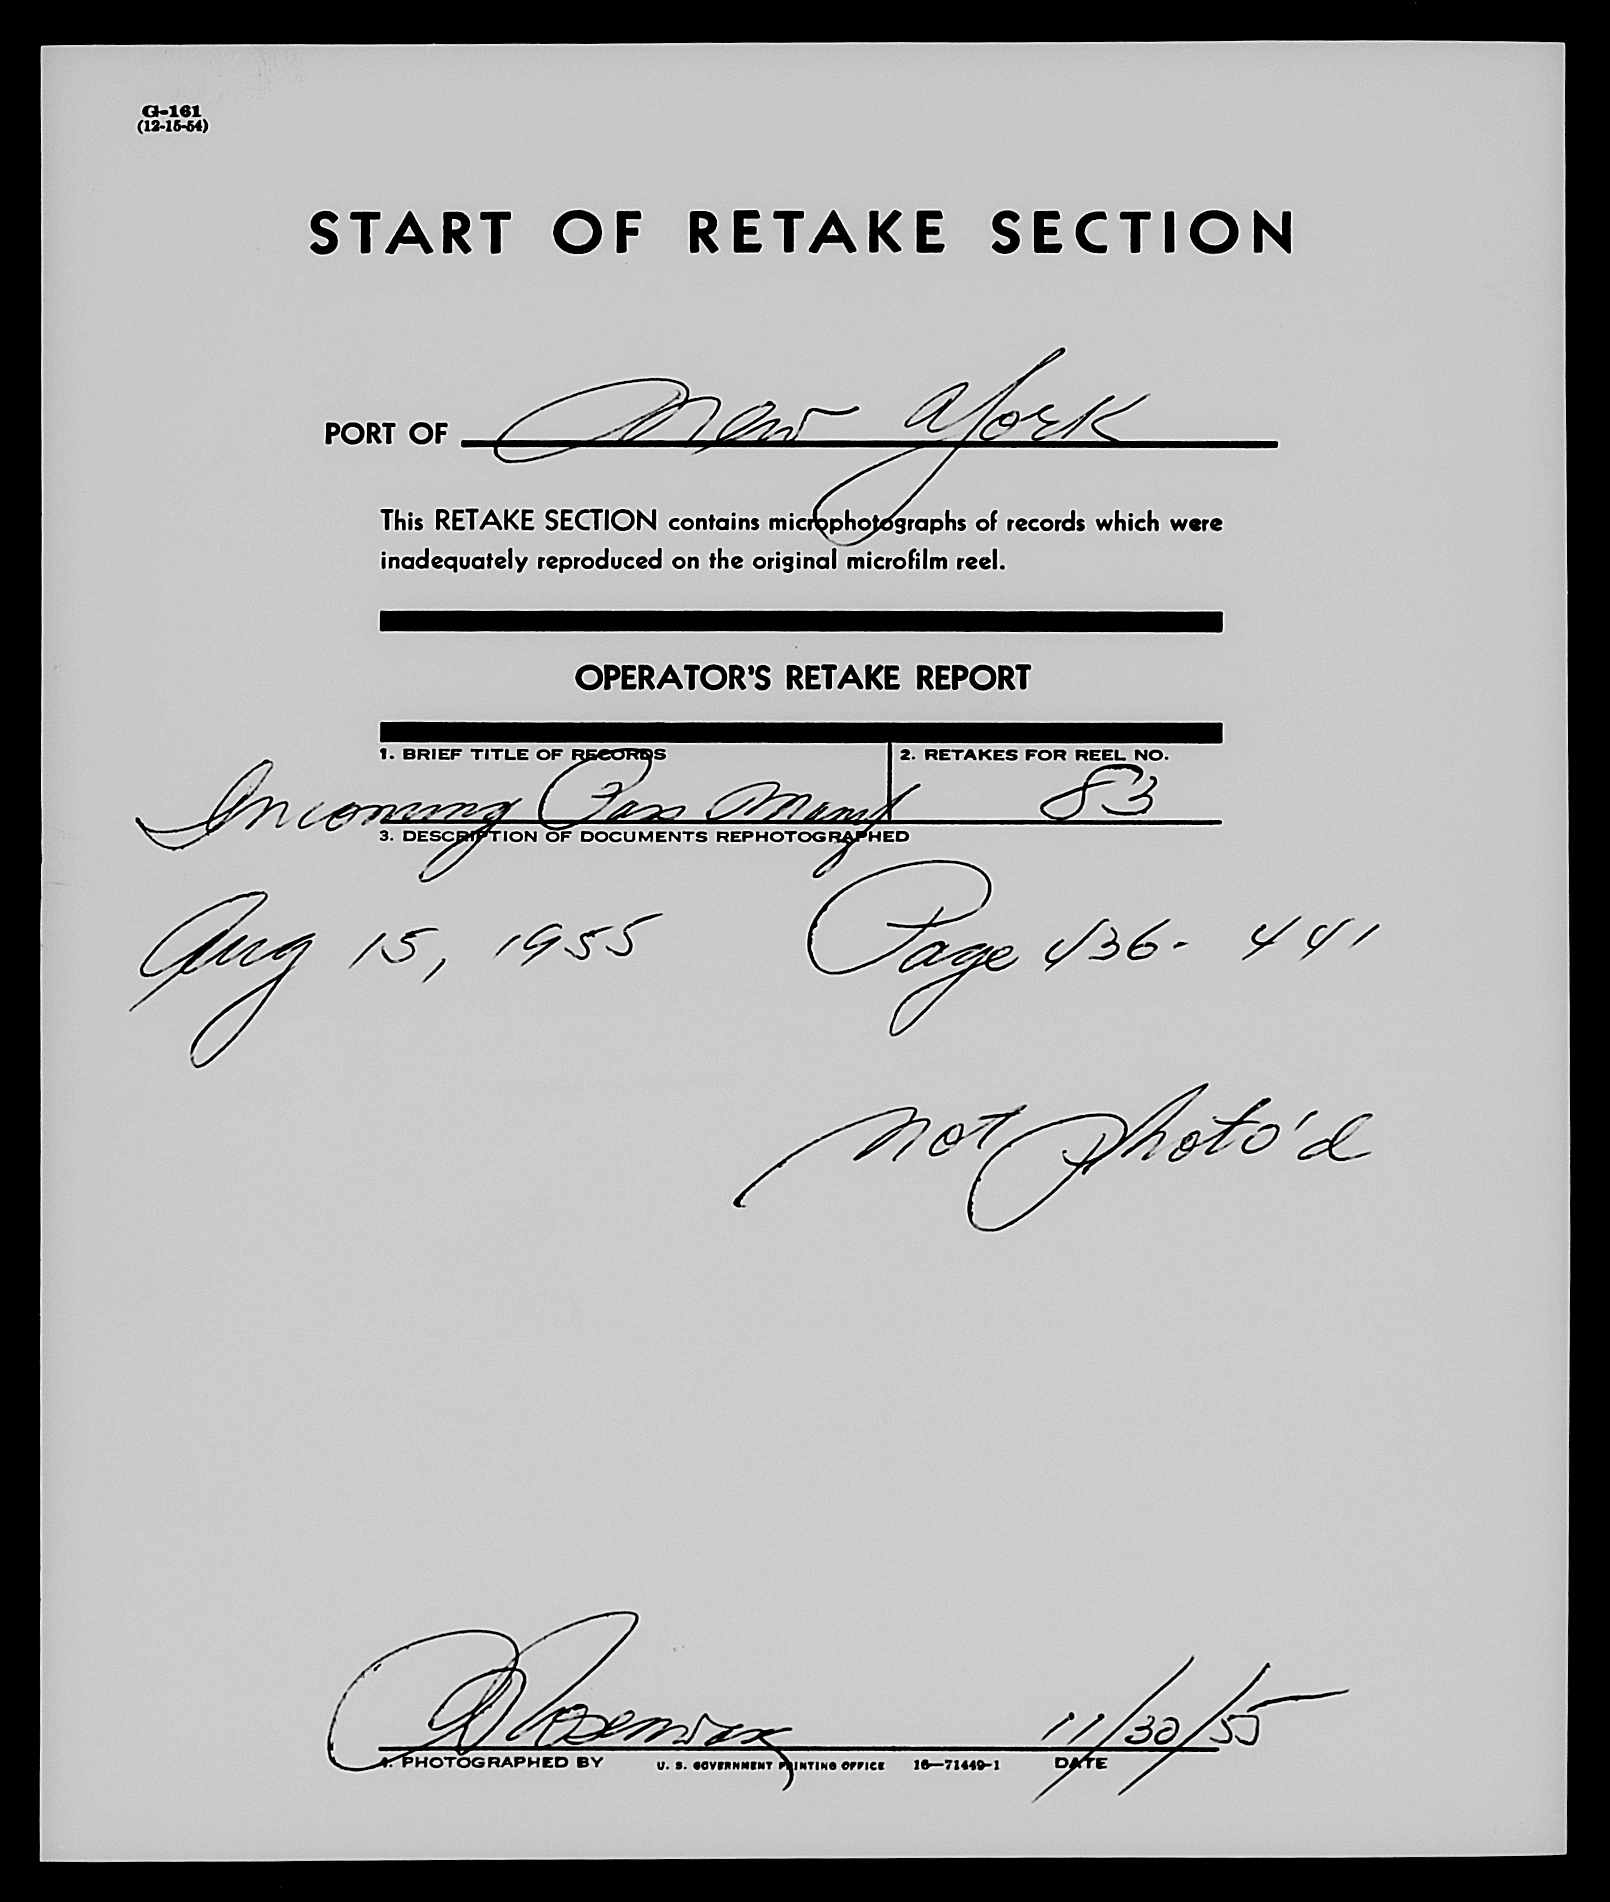 G-161
(12-15-54)
START OF RETAKE SECTION
PORT OF New York
This RETAKE SECTION contains microphotographs of records which were
inadequately reproduced on the original microfilm reel.
OPERATOR'S RETAKE REPORT
1. BRIEF TITLE OF RECORDS 2. RETAKES FOR REEL NO.
Incoming Pass Manif 83
3. DESCRIPTION OF DOCUMENTS REPHOTOGRAPHED
Aug 15, 1955 Page 436-441
not photo'd
11/30/55
4. PHOTOGRAPHED BY U. S. GOVERNMENT PRINTING OFFICE 16—71449-1 DATE